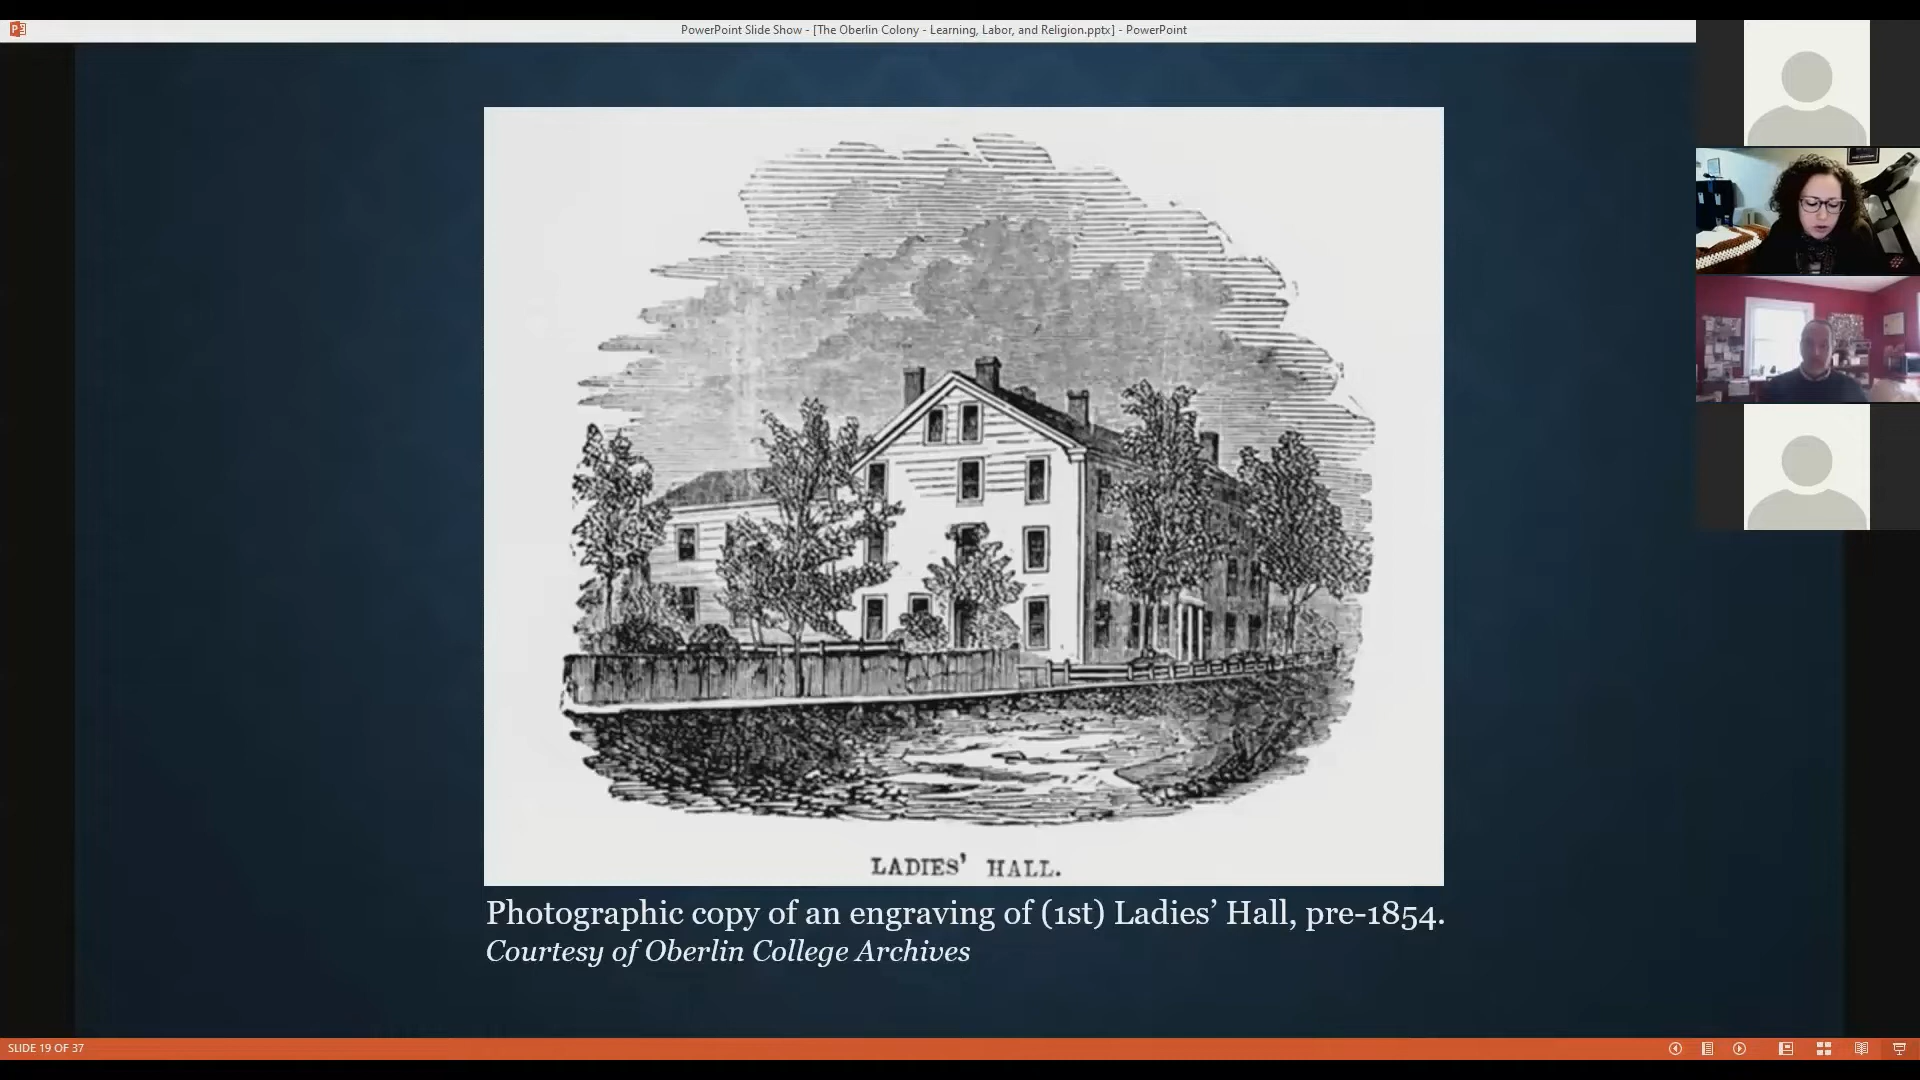 PowerPoint Slide Show - [The Oberlin Colony - Learning, Labor, and Religion.pptx] - PowerPoint
LADIES' HALL.
Photographic copy of an engraving of (1st) Ladies’ Hall, pre-1854.
Courtesy of Oberlin College Archives
SLIDE 19 OF 37